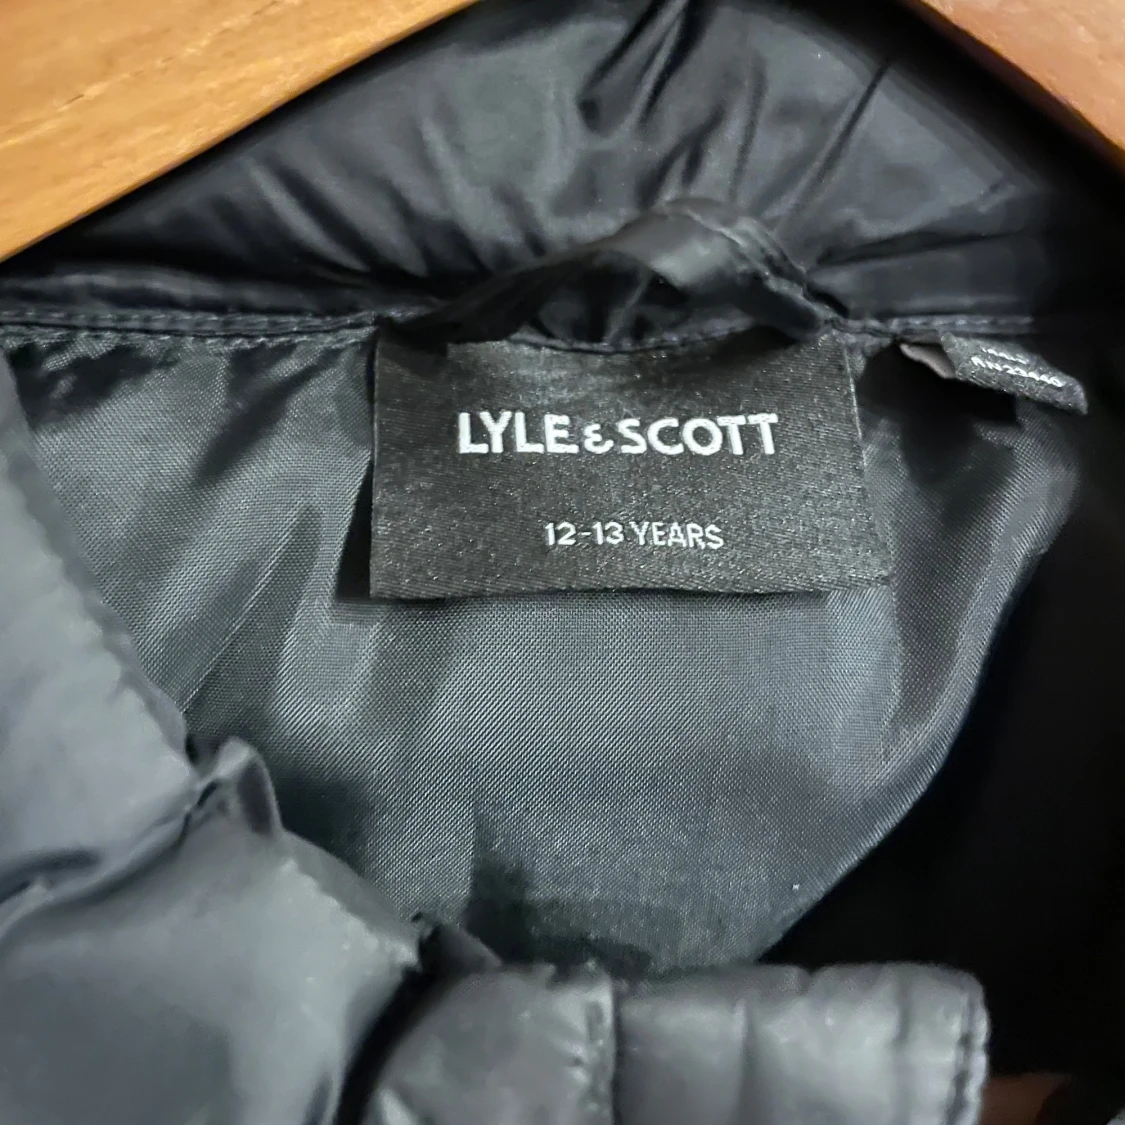 LYLE & SCOTT
12-13 YEARS